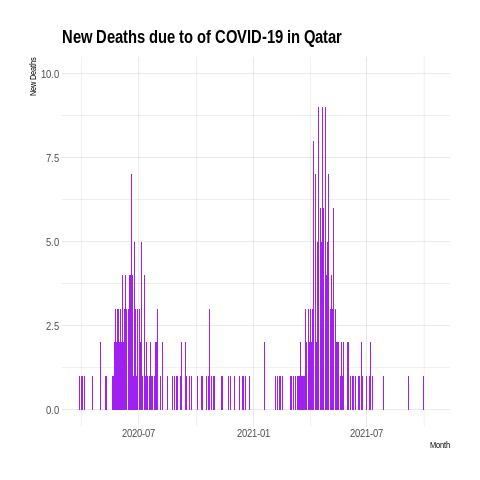 New Deaths due to of COVID-19 in Qatar
New Deaths
10.0
7.5
5.0
2.5
0.0
2020-07
2021-01
2021-07
Month